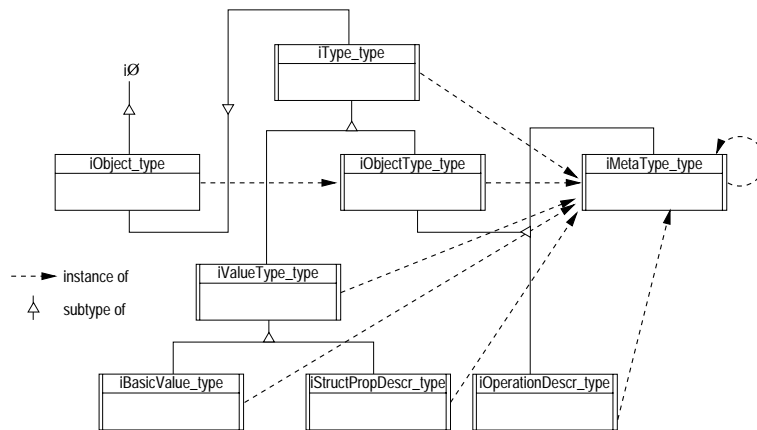 iType_type
iØ
iObject_type
iObjectType_type
iMetaType_type
iValueType_type
instance of
subtype of
iBasicValue_type
iStructPropDescr_type
iOperationDescr_type